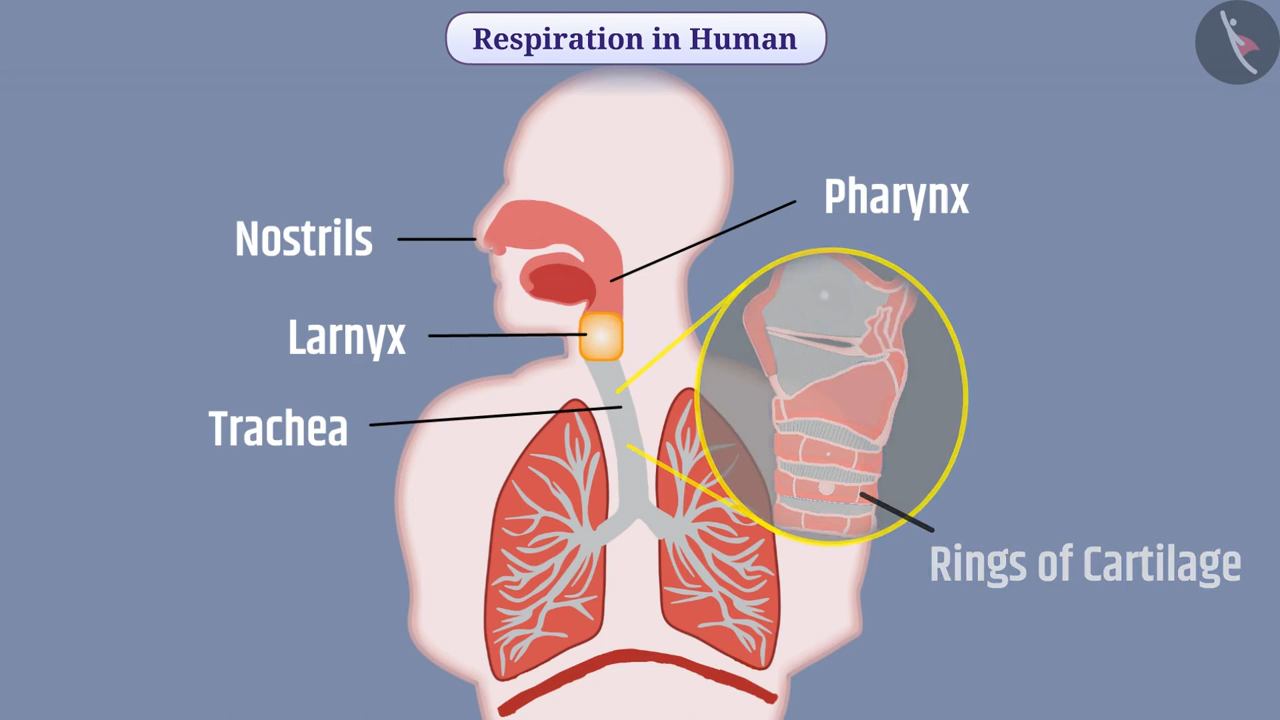 Respiration in Human
Pharynx
Nostrils
Larnyx
Trachea
Rings of Cartilage